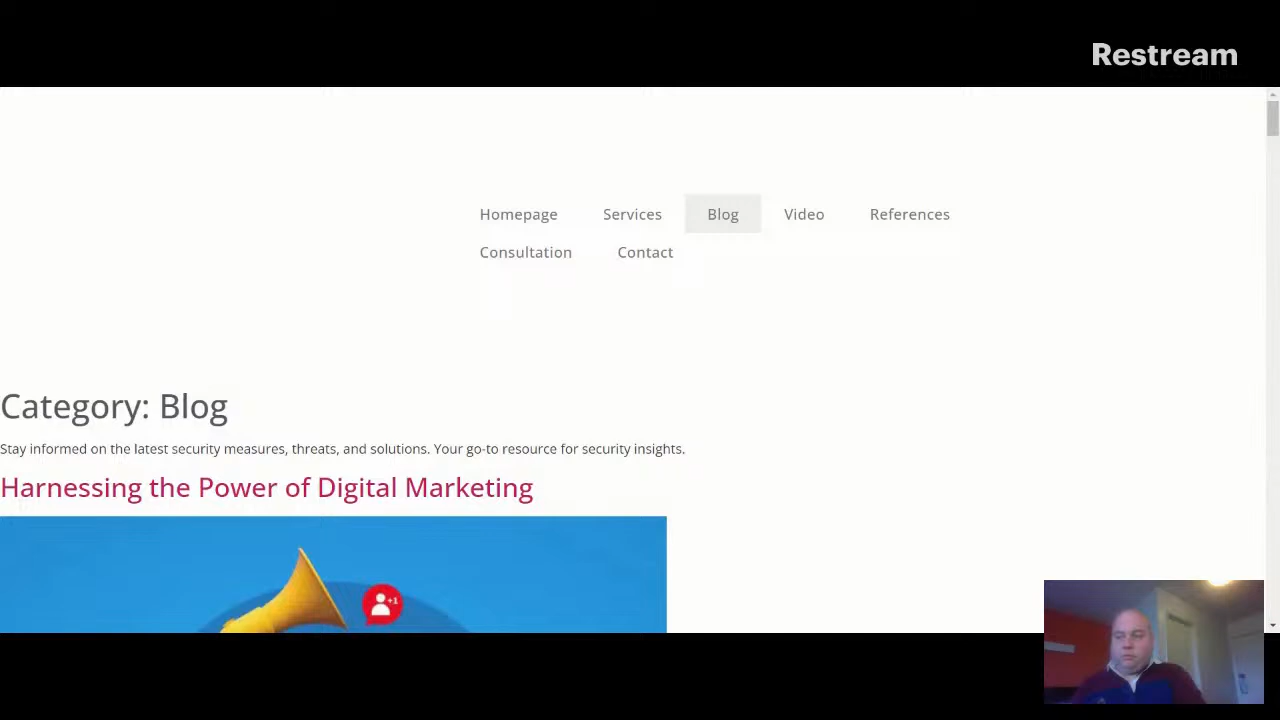 Restream
Homepage Services Blog Video References
Consultation Contact
Category: Blog
Stay informed on the latest security measures, threats, and solutions. Your go-to resource for security insights.
Harnessing the Power of Digital Marketing
+1